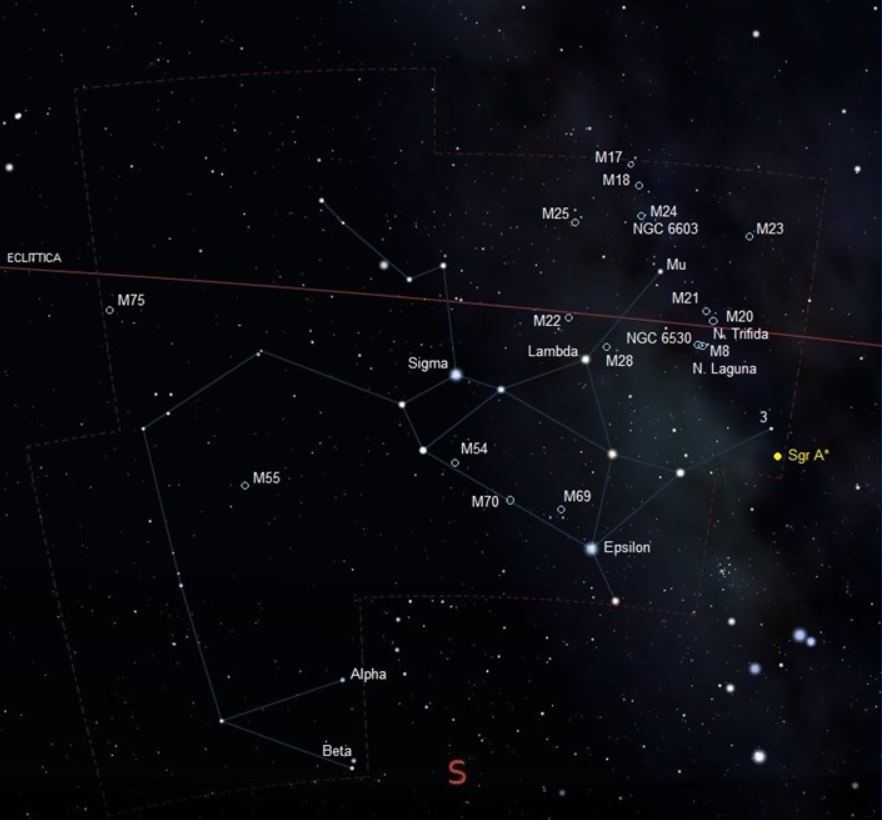 M17
M18
M25
M24
NGC 6603
M23
ECLITTICA
Mu
M75
M21
M20
M22
N. Trifida
NGC 6530
Lambda
M28
M8
Sigma
N. Laguna
3
M54
Sgr A*
M55
M70
M69
Epsilon
Alpha
Beta
S